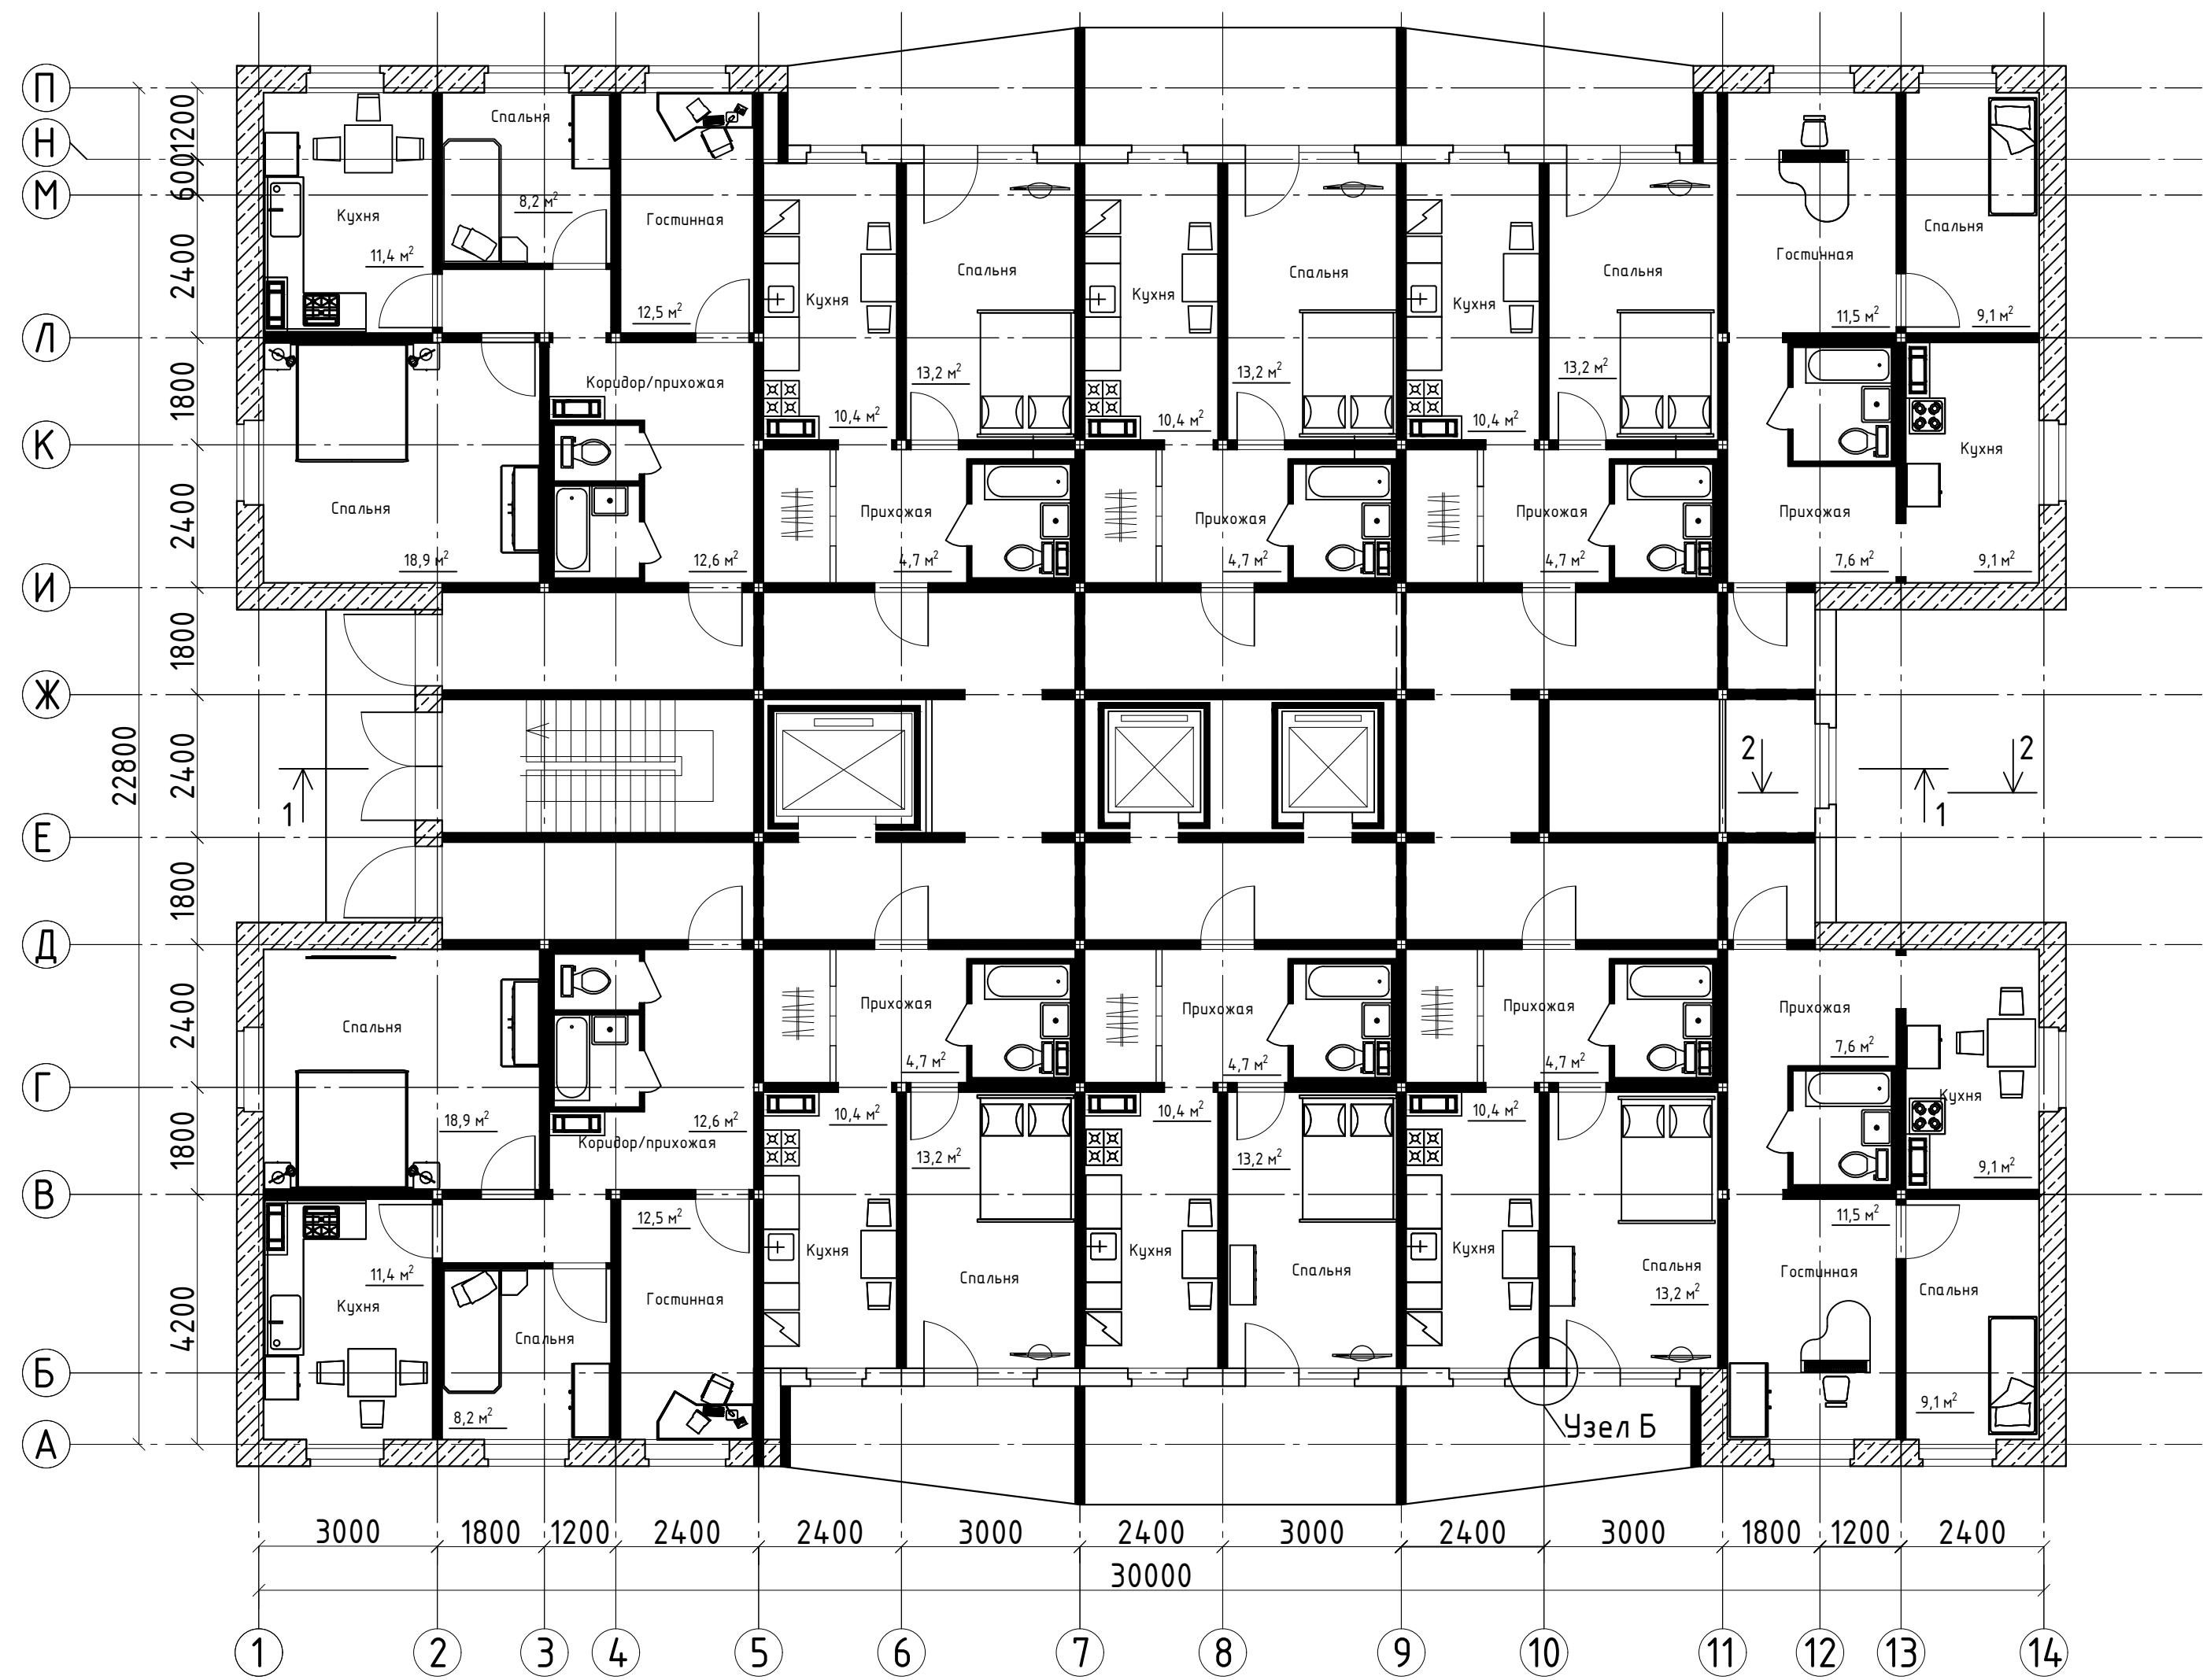 П
Н
М
Л
К
И
Ж
Е
Д
Г
В
Б
А
1200
600
2400
1800
2400
1800
2400
1800
2400
1800
4200
22800
Кухня
11,4 м²
Спальня
8,2 м²
Гостинная
12,5 м²
Кухня
10,4 м²
Спальня
13,2 м²
Кухня
10,4 м²
Спальня
13,2 м²
Кухня
10,4 м²
Спальня
13,2 м²
Гостинная
11,5 м²
Спальня
9,1 м²
Коридор/прихожая
12,6 м²
Спальня
18,9 м²
Прихожая
4,7 м²
Прихожая
4,7 м²
Прихожая
4,7 м²
Прихожая
7,6 м²
Кухня
9,1 м²
1
2
2
1
Спальня
18,9 м²
12,6 м²
Коридор/прихожая
Прихожая
4,7 м²
Прихожая
4,7 м²
Прихожая
4,7 м²
Прихожая
7,6 м²
Кухня
9,1 м²
11,4 м²
Кухня
Спальня
8,2 м²
12,5 м²
Гостинная
10,4 м²
Кухня
13,2 м²
Спальня
10,4 м²
Кухня
13,2 м²
Спальня
10,4 м²
Кухня
Спальня
13,2 м²
11,5 м²
Гостинная
Спальня
9,1 м²
Узел Б
3000 1800 1200 2400 2400 3000 2400 3000 2400 3000 1800 1200 2400
30000
1 2 3 4 5 6 7 8 9 10 11 12 13 14